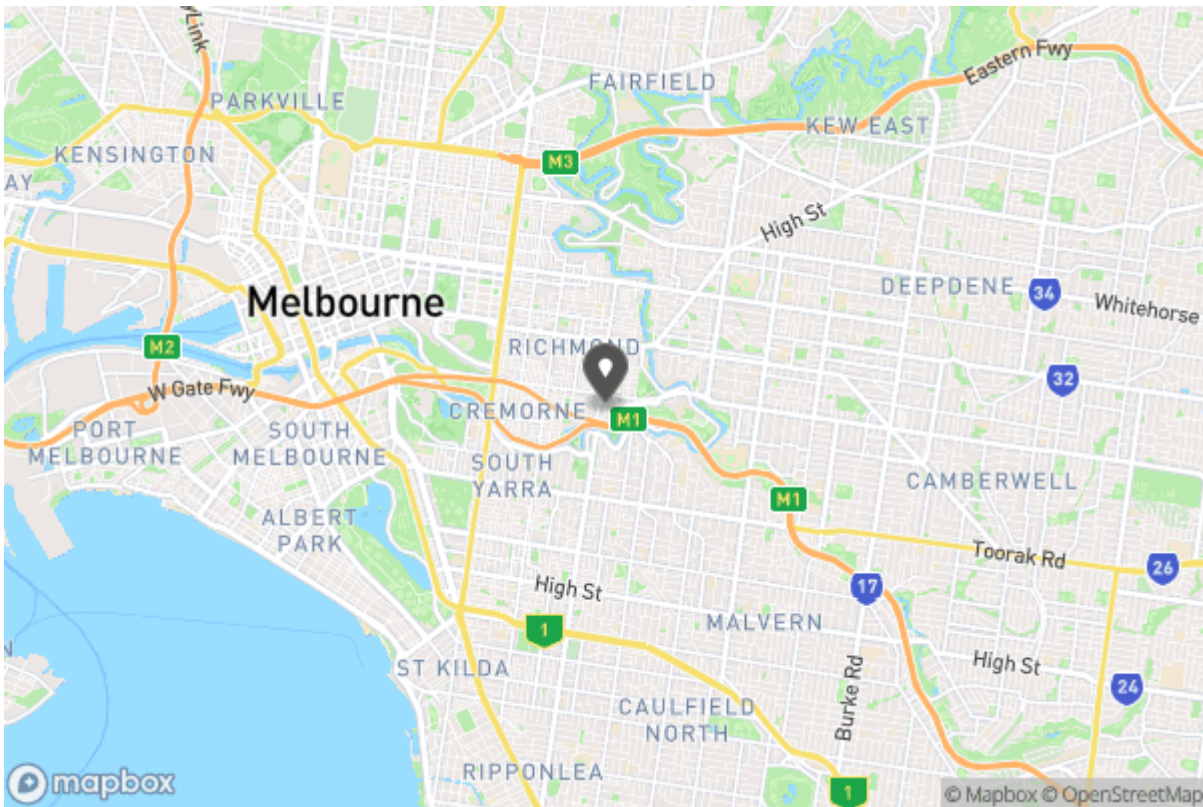 yLink
Eastern Fwy
FAIRFIELD
PARKVILLE
KEW EAST
KENSINGTON
M3
AY
High St
DEEPDENE
34
Whitehorse
Melbourne
M2
RICHMOND
32
W Gate Fwy
CREMORNE
M1
PORT
MELBOURNE
SOUTH
MELBOURNE
SOUTH
YARRA
CAMBERWELL
M1
ALBERT
PARK
Toorak Rd
26
High St
17
1
MALVERN
ST KILDA
High St
24
Burke Rd
CAULFIELD
NORTH
RIPPONLEA
1
mapbox
© Mapbox © OpenStreetMap